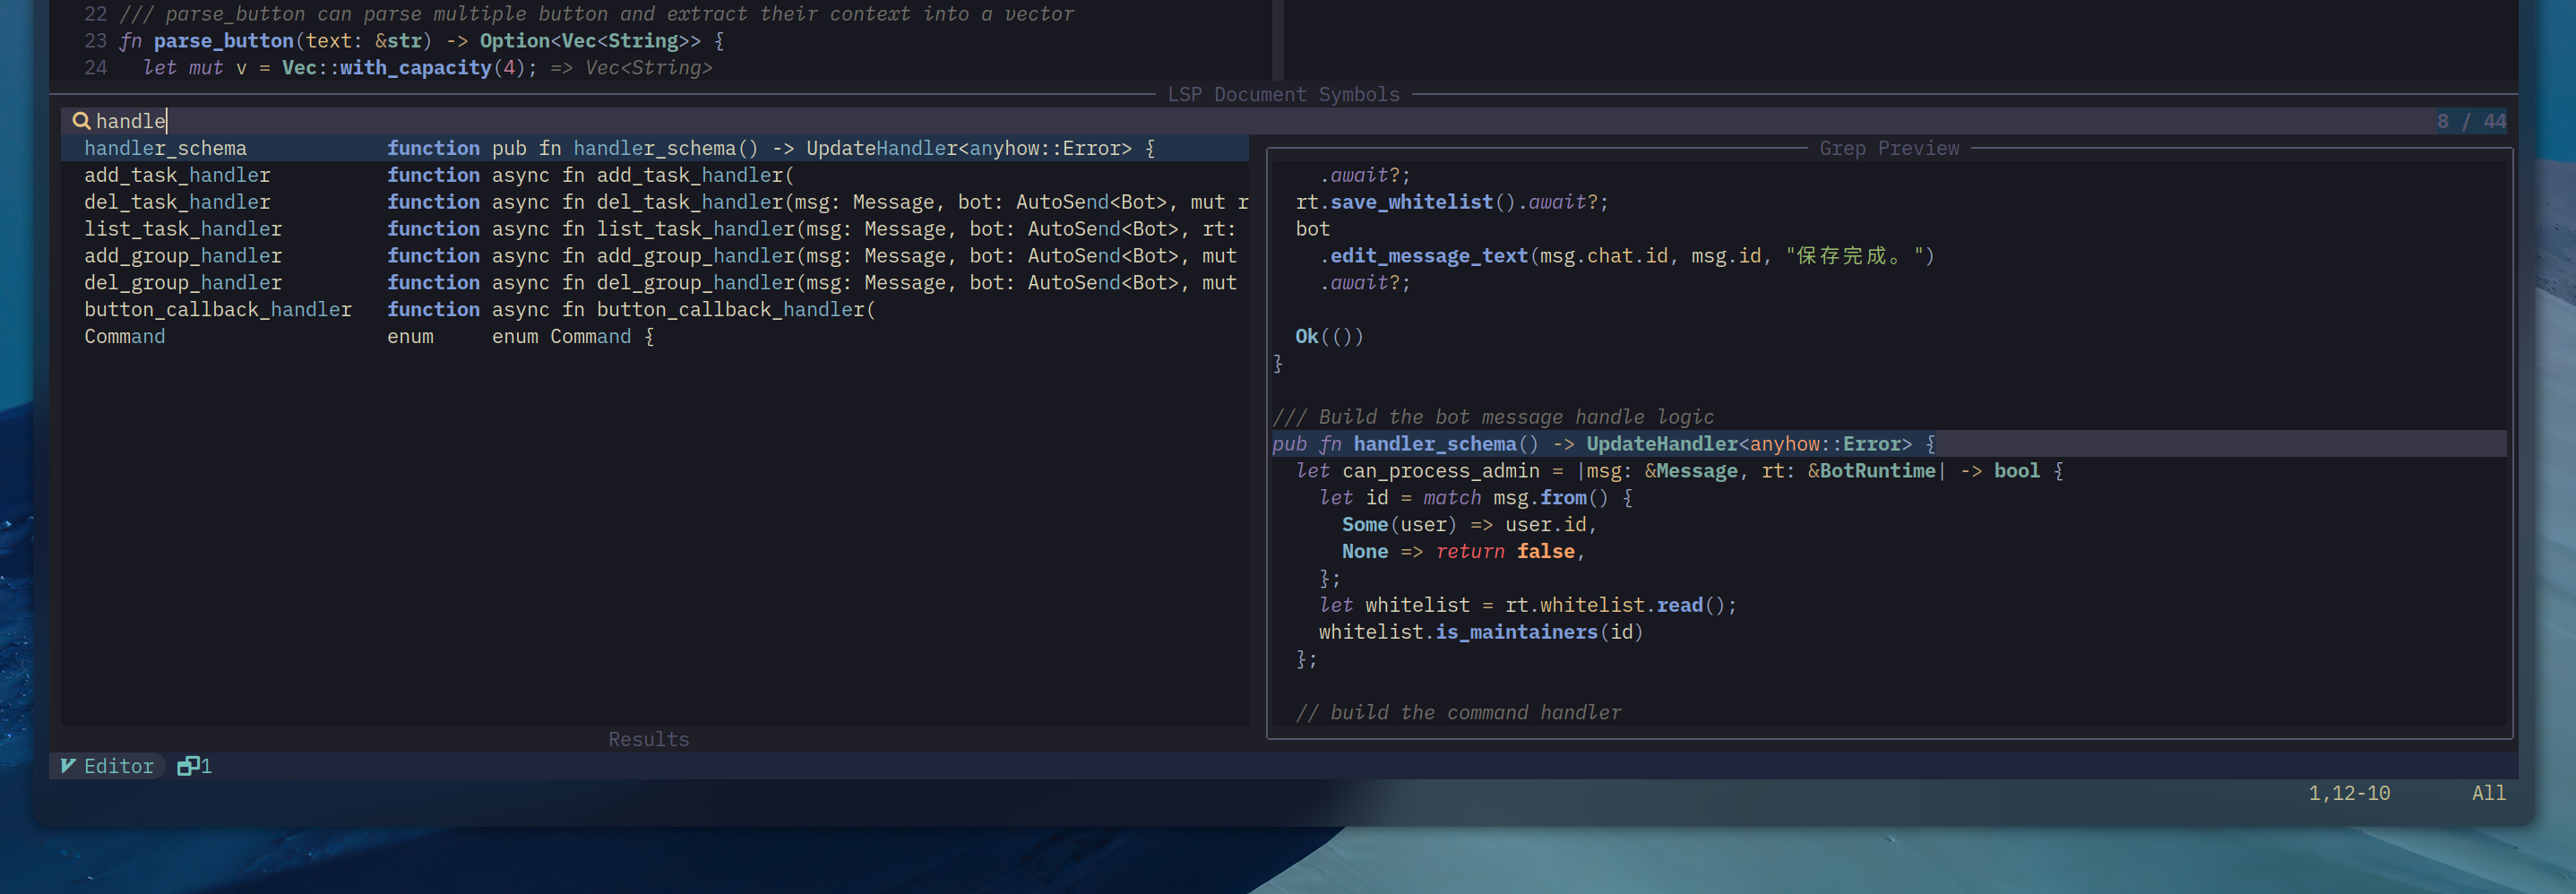 22 /// parse_button can parse multiple button and extract their context into a vector
23 fn parse_button(text: &str) -> Option<Vec<String>> {
24   let mut v = Vec::with_capacity(4); => Vec<String>
LSP Document Symbols
handle
8 / 44
handler_schema function pub fn handler_schema() -> UpdateHandler<anyhow::Error> {
add_task_handler function async fn add_task_handler(
del_task_handler function async fn del_task_handler(msg: Message, bot: AutoSend<Bot>, mut r
list_task_handler function async fn list_task_handler(msg: Message, bot: AutoSend<Bot>, rt:
add_group_handler function async fn add_group_handler(msg: Message, bot: AutoSend<Bot>, mut
del_group_handler function async fn del_group_handler(msg: Message, bot: AutoSend<Bot>, mut
button_callback_handler function async fn button_callback_handler(
Command enum enum Command {
Results
Grep Preview
    .await?;
  rt.save_whitelist().await?;
  bot
    .edit_message_text(msg.chat.id, msg.id, "保存完成。")
    .await?;
  Ok(())
}
/// Build the bot message handle logic
pub fn handler_schema() -> UpdateHandler<anyhow::Error> {
  let can_process_admin = |msg: &Message, rt: &BotRuntime| -> bool {
    let id = match msg.from() {
      Some(user) => user.id,
      None => return false,
    };
    let whitelist = rt.whitelist.read();
    whitelist.is_maintainers(id)
  };
  // build the command handler
Editor 1
1,12-10 All